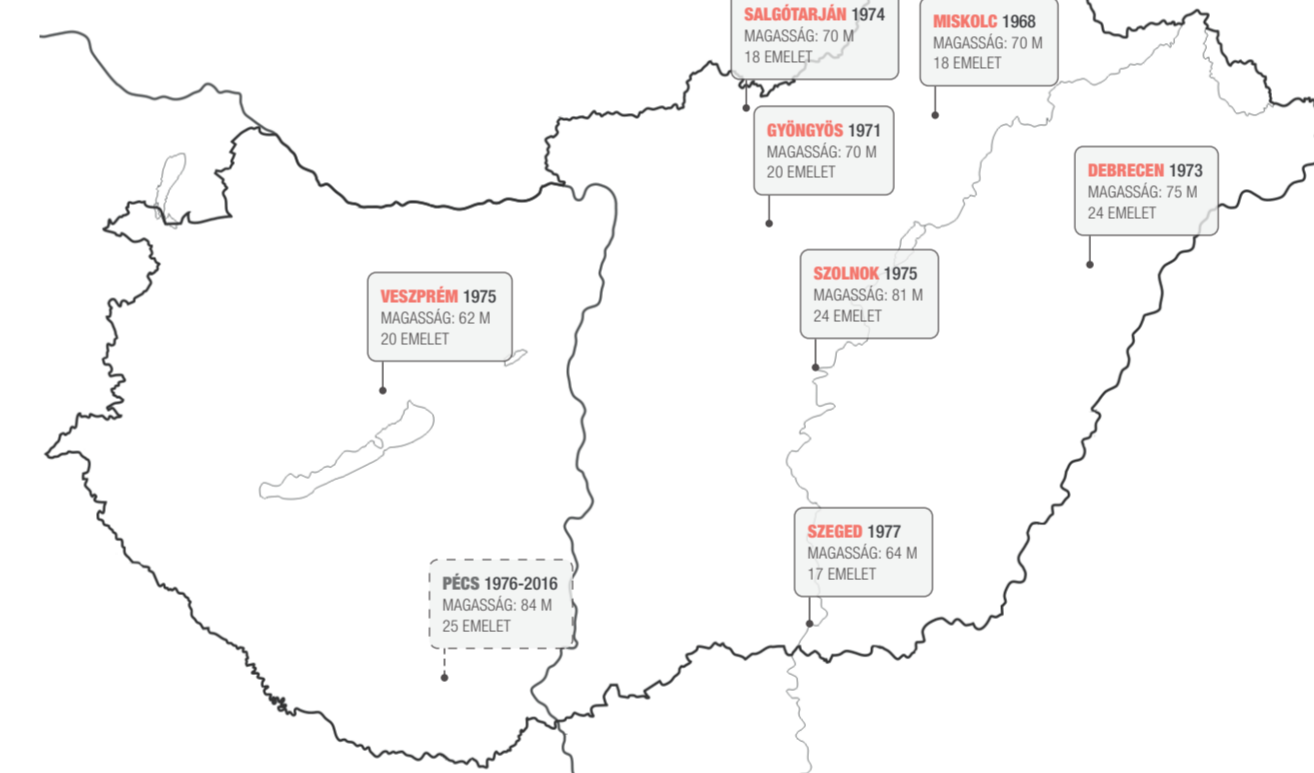 SALGÓTARJÁN 1974
MAGASSÁG: 70 M
18 EMELET
MISKOLC 1968
MAGASSÁG: 70 M
18 EMELET
GYÖNGYÖS 1971
MAGASSÁG: 70 M
20 EMELET
DEBRECEN 1973
MAGASSÁG: 75 M
24 EMELET
SZOLNOK 1975
MAGASSÁG: 81 M
24 EMELET
VESZPRÉM 1975
MAGASSÁG: 62 M
20 EMELET
SZEGED 1977
MAGASSÁG: 64 M
17 EMELET
PÉCS 1976-2016
MAGASSÁG: 84 M
25 EMELET